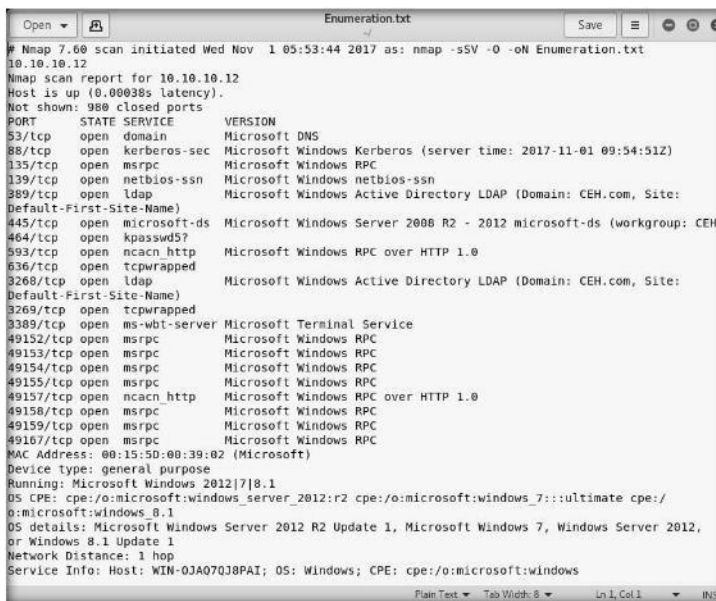 Open
Enumeration.txt
~/
Save
# Nmap 7.60 scan initiated Wed Nov  1 05:53:44 2017 as: nmap -sSV -O -oN Enumeration.txt
10.10.10.12
Nmap scan report for 10.10.10.12
Host is up (0.00038s latency).
Not shown: 980 closed ports
PORT      STATE SERVICE       VERSION
53/tcp    open  domain        Microsoft DNS
88/tcp    open  kerberos-sec  Microsoft Windows Kerberos (server time: 2017-11-01 09:54:51Z)
135/tcp   open  msrpc         Microsoft Windows RPC
139/tcp   open  netbios-ssn   Microsoft Windows netbios-ssn
389/tcp   open  ldap          Microsoft Windows Active Directory LDAP (Domain: CEH.com, Site:
Default-First-Site-Name)
445/tcp   open  microsoft-ds  Microsoft Windows Server 2008 R2 - 2012 microsoft-ds (workgroup: CEH
464/tcp   open  kpasswd5?
593/tcp   open  ncacn_http    Microsoft Windows RPC over HTTP 1.0
636/tcp   open  tcpwrapped
3268/tcp  open  ldap          Microsoft Windows Active Directory LDAP (Domain: CEH.com, Site:
Default-First-Site-Name)
3269/tcp  open  tcpwrapped
3389/tcp  open  ms-wbt-server Microsoft Terminal Service
49152/tcp open  msrpc         Microsoft Windows RPC
49153/tcp open  msrpc         Microsoft Windows RPC
49154/tcp open  msrpc         Microsoft Windows RPC
49155/tcp open  msrpc         Microsoft Windows RPC
49157/tcp open  ncacn_http    Microsoft Windows RPC over HTTP 1.0
49158/tcp open  msrpc         Microsoft Windows RPC
49159/tcp open  msrpc         Microsoft Windows RPC
49167/tcp open  msrpc         Microsoft Windows RPC
MAC Address: 00:15:5D:00:39:02 (Microsoft)
Device type: general purpose
Running: Microsoft Windows 2012|7|8.1
OS CPE: cpe:/o:microsoft:windows_server_2012:r2 cpe:/o:microsoft:windows_7:::ultimate cpe:/
o:microsoft:windows_8.1
OS details: Microsoft Windows Server 2012 R2 Update 1, Microsoft Windows 7, Windows Server 2012,
or Windows 8.1 Update 1
Network Distance: 1 hop
Service Info: Host: WIN-OJAQ7QJ8PAI; OS: Windows; CPE: cpe:/o:microsoft:windows
Plain Text Tab Width: 8 Ln 1, Col 1 INS